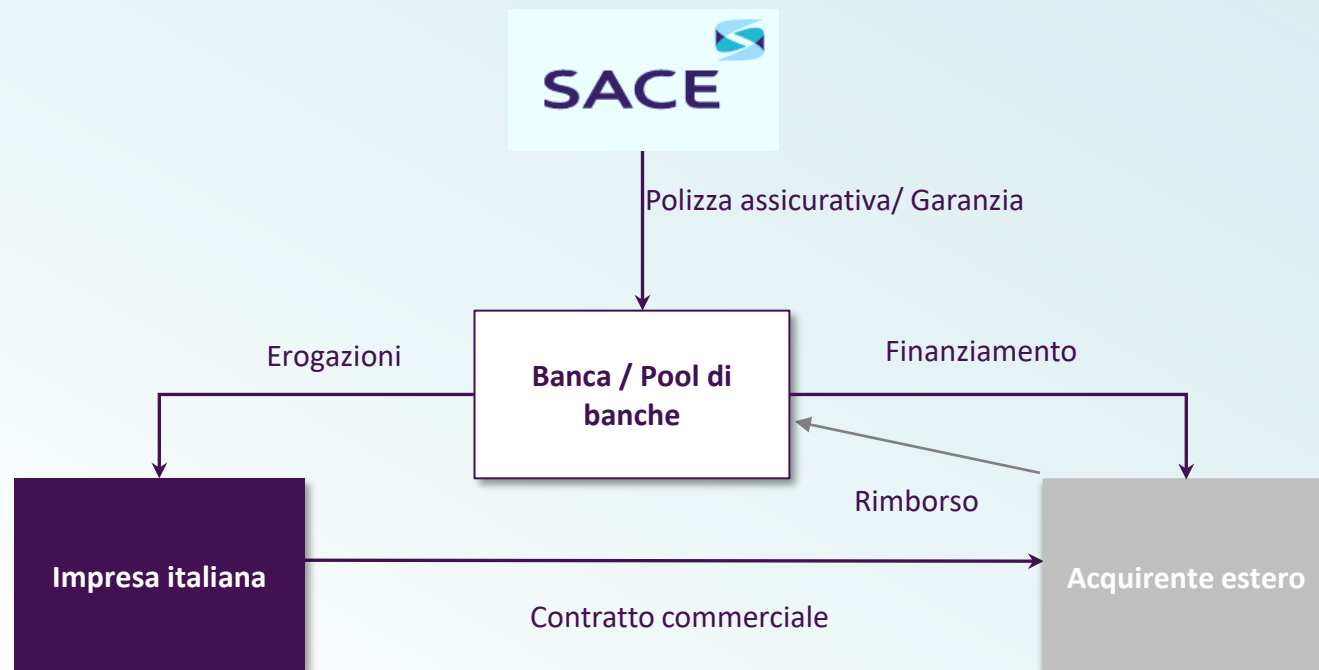 SACE
Polizza assicurativa/ Garanzia
Erogazioni
Finanziamento
Banca / Pool di
banche
Rimborso
Impresa italiana
Acquirente estero
Contratto commerciale